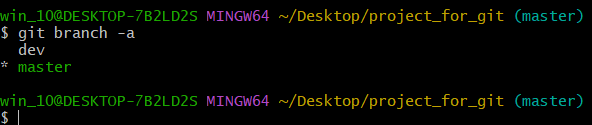 win_10@DESKTOP-7B2LD2S MINGW64 ~/Desktop/project_for_git (master)
$ git branch -a
  dev
* master

win_10@DESKTOP-7B2LD2S MINGW64 ~/Desktop/project_for_git (master)
$